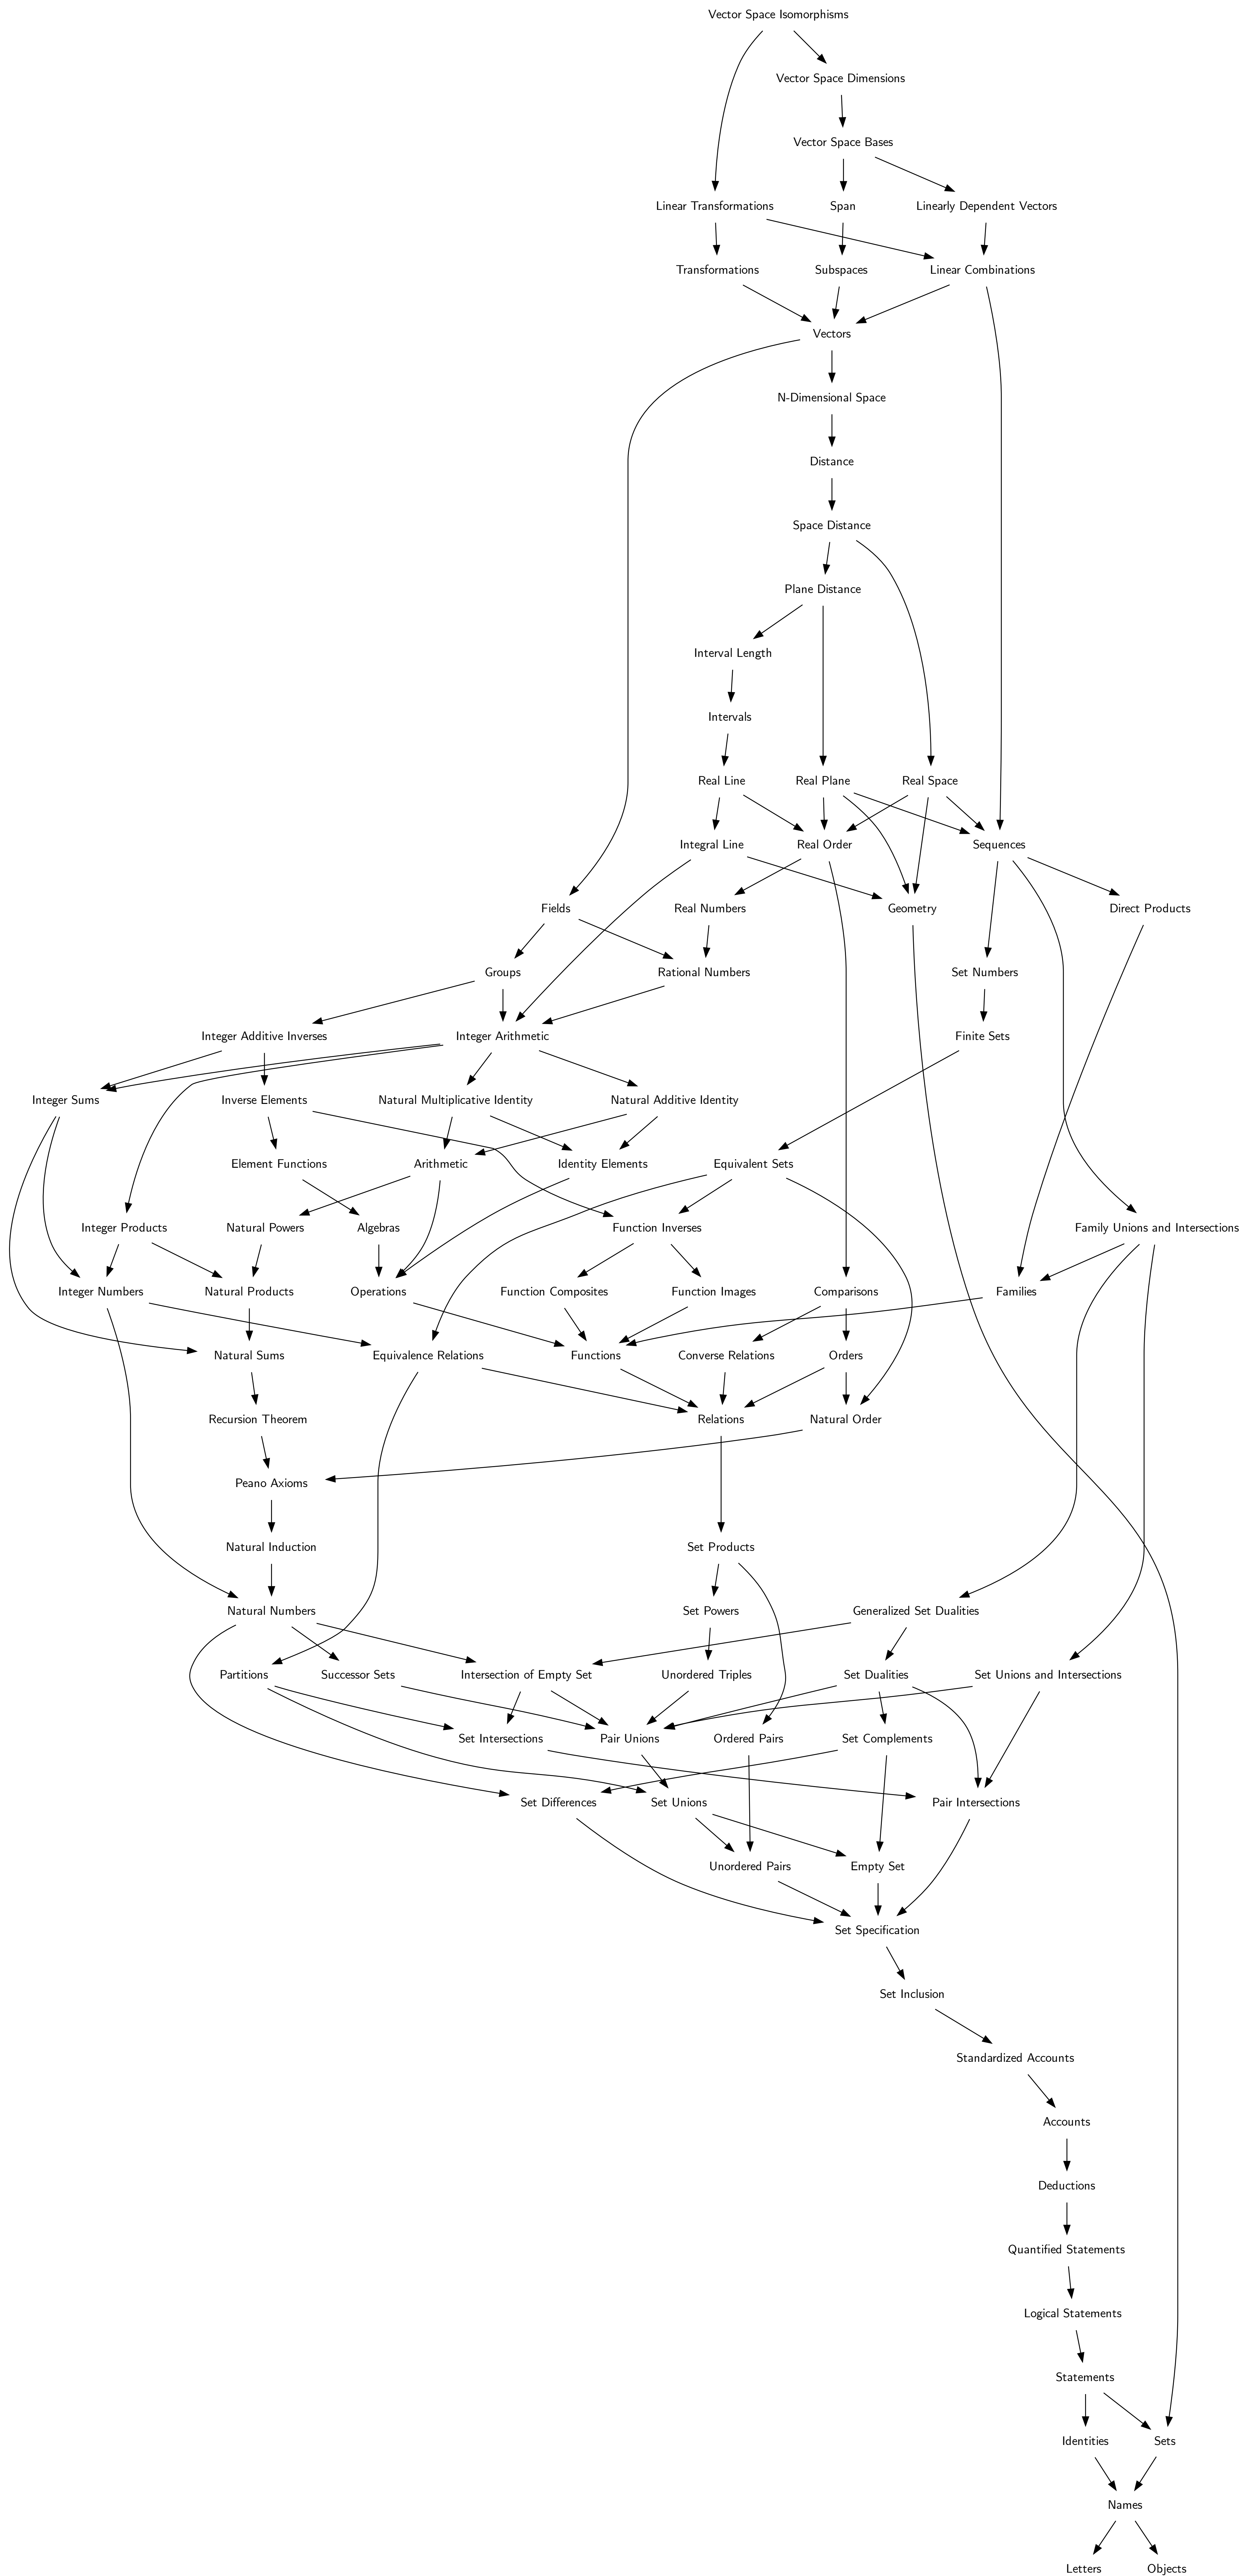 Vector Space Isomorphisms
Vector Space Dimensions
Vector Space Bases
Linear Transformations
Span
Linearly Dependent Vectors
Transformations
Subspaces
Linear Combinations
Vectors
N-Dimensional Space
Distance
Space Distance
Plane Distance
Interval Length
Intervals
Real Line
Real Plane
Real Space
Integral Line
Real Order
Sequences
Fields
Real Numbers
Geometry
Direct Products
Groups
Rational Numbers
Set Numbers
Integer Additive Inverses
Integer Arithmetic
Finite Sets
Integer Sums
Inverse Elements
Natural Multiplicative Identity
Natural Additive Identity
Element Functions
Arithmetic
Identity Elements
Equivalent Sets
Integer Products
Natural Powers
Algebras
Function Inverses
Family Unions and Intersections
Integer Numbers
Natural Products
Operations
Function Composites
Function Images
Comparisons
Families
Natural Sums
Equivalence Relations
Functions
Converse Relations
Orders
Recursion Theorem
Relations
Natural Order
Peano Axioms
Natural Induction
Set Products
Natural Numbers
Set Powers
Generalized Set Dualities
Partitions
Successor Sets
Intersection of Empty Set
Unordered Triples
Set Dualities
Set Unions and Intersections
Set Intersections
Pair Unions
Ordered Pairs
Set Complements
Set Differences
Set Unions
Pair Intersections
Unordered Pairs
Empty Set
Set Specification
Set Inclusion
Standardized Accounts
Accounts
Deductions
Quantified Statements
Logical Statements
Statements
Identities
Sets
Names
Letters
Objects